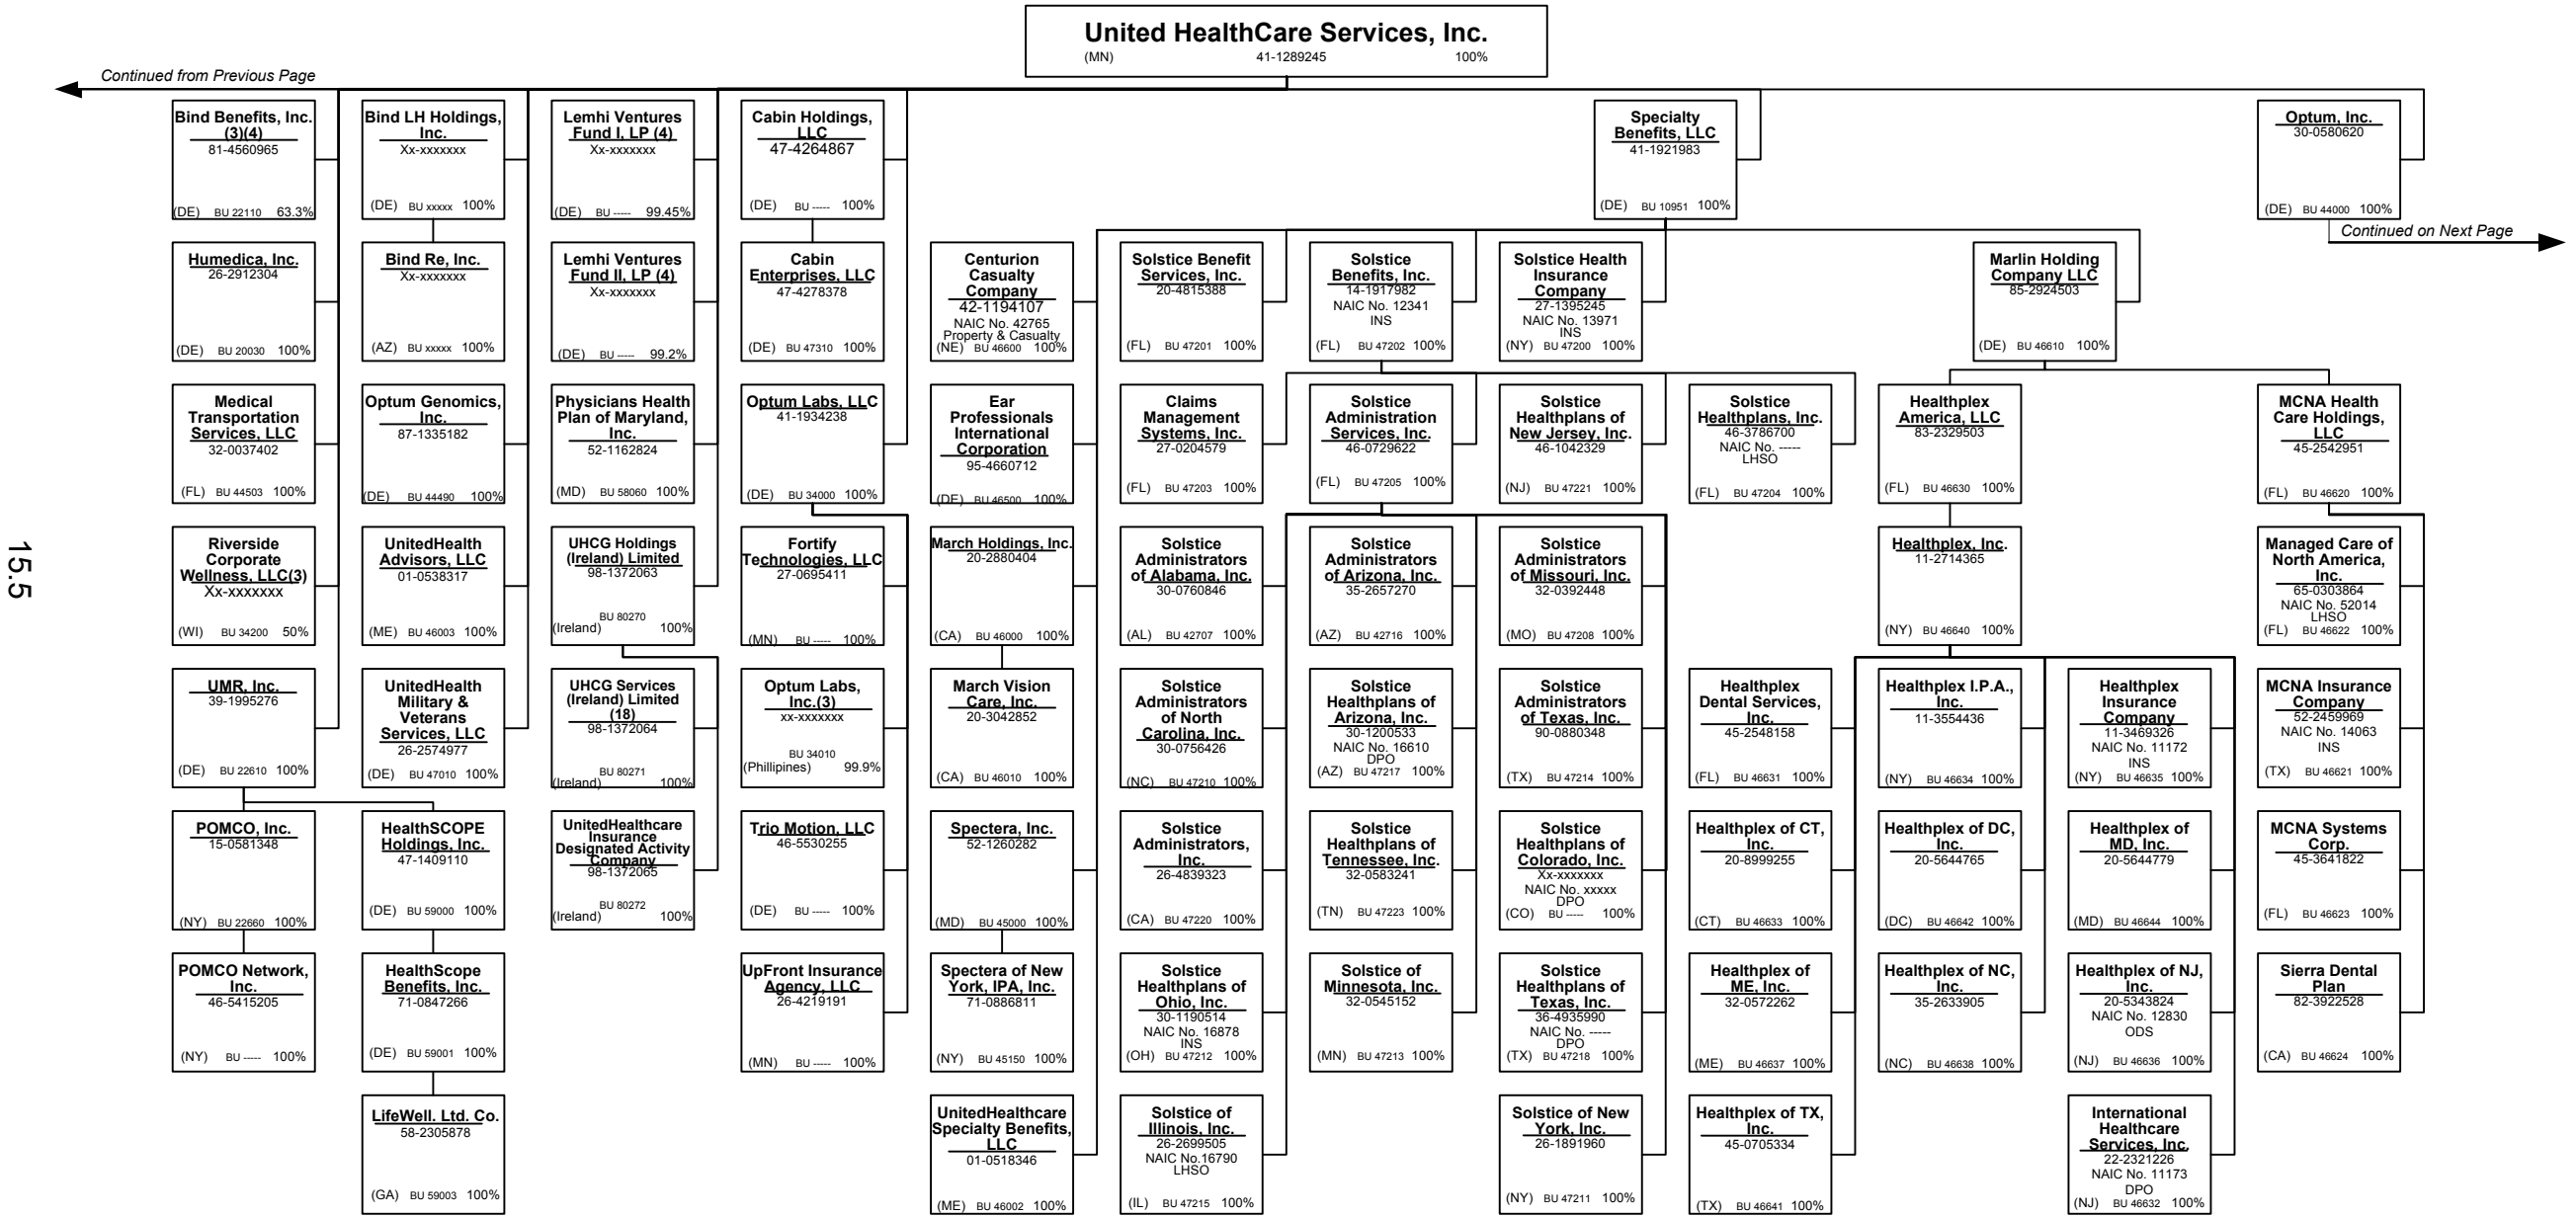 United HealthCare Services, Inc.
(MN) 41-1289245 100%
Continued from Previous Page
Bind Benefits, Inc.
(3)(4)
81-4560965
(DE) BU 22110 63.3%
Bind LH Holdings,
Inc.
Xx-xxxxxxx
(DE) BU xxxxx 100%
Lemhi Ventures
Fund I, LP (4)
Xx-xxxxxxx
(DE) BU ----- 99.45%
Cabin Holdings,
LLC
47-4264867
(DE) BU ----- 100%
Specialty
Benefits, LLC
41-1921983
(DE) BU 10951 100%
Optum, Inc.
30-0580620
(DE) BU 44000 100%
Continued on Next Page
Humedica, Inc.
26-2912304
(DE) BU 20030 100%
Bind Re, Inc.
Xx-xxxxxxx
(AZ) BU xxxxx 100%
Lemhi Ventures
Fund II, LP (4)
Xx-xxxxxxx
(DE) BU ----- 99.2%
Cabin
Enterprises, LLC
47-4278378
(DE) BU 47310 100%
Centurion
Casualty
Company
42-1194107
NAIC No. 42765
Property & Casualty
(NE) BU 46600 100%
Solstice Benefit
Services, Inc.
20-4815388
(FL) BU 47201 100%
Solstice
Benefits, Inc.
14-1917982
NAIC No. 12341
INS
(FL) BU 47202 100%
Solstice Health
Insurance
Company
27-1395245
NAIC No. 13971
INS
(NY) BU 47200 100%
Marlin Holding
Company LLC
85-2924503
(DE) BU 46610 100%
Medical
Transportation
Services, LLC
32-0037402
(FL) BU 44503 100%
Optum Genomics,
Inc.
87-1335182
(DE) BU 44490 100%
Physicians Health
Plan of Maryland,
Inc.
52-1162824
(MD) BU 58060 100%
Optum Labs, LLC
41-1934238
(DE) BU 34000 100%
Ear
Professionals
International
Corporation
95-4660712
(DE) BU 46500 100%
Claims
Management
Systems, Inc.
27-0204579
(FL) BU 47203 100%
Solstice
Administration
Services, Inc.
46-0729622
(FL) BU 47205 100%
Solstice
Healthplans of
New Jersey, Inc.
46-1042329
(NJ) BU 47221 100%
Solstice
Healthplans, Inc.
46-3786700
NAIC No. -----
LHSO
(FL) BU 47204 100%
Healthplex
America, LLC
83-2329503
(FL) BU 46630 100%
MCNA Health
Care Holdings,
LLC
45-2542951
(FL) BU 46620 100%
Riverside
Corporate
Wellness, LLC(3)
Xx-xxxxxxx
(WI) BU 34200 50%
UnitedHealth
Advisors, LLC
01-0538317
(ME) BU 46003 100%
UHCG Holdings
(Ireland) Limited
98-1372063
BU 80270
(Ireland) 100%
Fortify
Technologies, LLC
27-0695411
(MN) BU ----- 100%
March Holdings, Inc.
20-2880404
(CA) BU 46000 100%
Solstice
Administrators
of Alabama, Inc.
30-0760846
(AL) BU 42707 100%
Solstice
Administrators
of Arizona, Inc.
35-2657270
(AZ) BU 42716 100%
Solstice
Administrators
of Missouri, Inc.
32-0392448
(MO) BU 47208 100%
Healthplex, Inc.
11-2714365
(NY) BU 46640 100%
Managed Care of
North America,
Inc.
65-0303864
NAIC No. 52014
LHSO
(FL) BU 46622 100%
15.5
UMR, Inc.
39-1995276
(DE) BU 22610 100%
UnitedHealth
Military &
Veterans
Services, LLC
26-2574977
(DE) BU 47010 100%
UHCG Services
(Ireland) Limited
(18)
98-1372064
BU 80271
(Ireland) 100%
Optum Labs,
Inc.(3)
xx-xxxxxxx
BU 34010
(Phillipines) 99.9%
March Vision
Care, Inc.
20-3042852
(CA) BU 46010 100%
Solstice
Administrators
of North
Carolina, Inc.
30-0756426
(NC) BU 47210 100%
Solstice
Healthplans of
Arizona, Inc.
30-1200533
NAIC No. 16610
DPO
(AZ) BU 47217 100%
Solstice
Administrators
of Texas, Inc.
90-0880348
(TX) BU 47214 100%
Healthplex
Dental Services,
Inc.
45-2548158
(FL) BU 46631 100%
Healthplex I.P.A.,
Inc.
11-3554436
(NY) BU 46634 100%
Healthplex
Insurance
Company
11-3469326
NAIC No. 11172
INS
(NY) BU 46635 100%
MCNA Insurance
Company
52-2459969
NAIC No. 14063
INS
(TX) BU 46621 100%
POMCO, Inc.
15-0581348
(NY) BU 22660 100%
HealthSCOPE
Holdings, Inc.
47-1409110
(DE) BU 59000 100%
UnitedHealthcare
Insurance
Designated Activity
Company
98-1372065
BU 80272
(Ireland) 100%
Trio Motion, LLC
46-5530255
(DE) BU ----- 100%
Spectera, Inc.
52-1260282
(MD) BU 45000 100%
Solstice
Administrators,
Inc.
26-4839323
(CA) BU 47220 100%
Solstice
Healthplans of
Tennessee, Inc.
32-0583241
(TN) BU 47223 100%
Solstice
Healthplans of
Colorado, Inc.
Xx-xxxxxxx
NAIC No. xxxxx
DPO
(CO) BU ----- 100%
Healthplex of CT,
Inc.
20-8999255
(CT) BU 46633 100%
Healthplex of DC,
Inc.
20-5644765
(DC) BU 46642 100%
Healthplex of
MD, Inc.
20-5644779
(MD) BU 46644 100%
MCNA Systems
Corp.
45-3641822
(FL) BU 46623 100%
POMCO Network,
Inc.
46-5415205
(NY) BU ----- 100%
HealthScope
Benefits, Inc.
71-0847266
(DE) BU 59001 100%
UpFront Insurance
Agency, LLC
26-4219191
(MN) BU ----- 100%
Spectera of New
York, IPA, Inc.
71-0886811
(NY) BU 45150 100%
Solstice
Healthplans of
Ohio, Inc.
30-1190514
NAIC No. 16878
INS
(OH) BU 47212 100%
Solstice of
Minnesota, Inc.
32-0545152
(MN) BU 47213 100%
Solstice
Healthplans of
Texas, Inc.
36-4935990
NAIC No. -----
DPO
(TX) BU 47218 100%
Healthplex of
ME, Inc.
32-0572262
(ME) BU 46637 100%
Healthplex of NC,
Inc.
35-2633905
(NC) BU 46638 100%
Healthplex of NJ,
Inc.
20-5343824
NAIC No. 12830
ODS
(NJ) BU 46636 100%
Sierra Dental
Plan
82-3922528
(CA) BU 46624 100%
LifeWell. Ltd. Co.
58-2305878
(GA) BU 59003 100%
UnitedHealthcare
Specialty Benefits,
LLC
01-0518346
(ME) BU 46002 100%
Solstice of
Illinois, Inc.
26-2699505
NAIC No.16790
LHSO
(IL) BU 47215 100%
Solstice of New
York, Inc.
26-1891960
(NY) BU 47211 100%
Healthplex of TX,
Inc.
45-0705334
(TX) BU 46641 100%
International
Healthcare
Services, Inc.
22-2321226
NAIC No. 11173
DPO
(NJ) BU 46632 100%